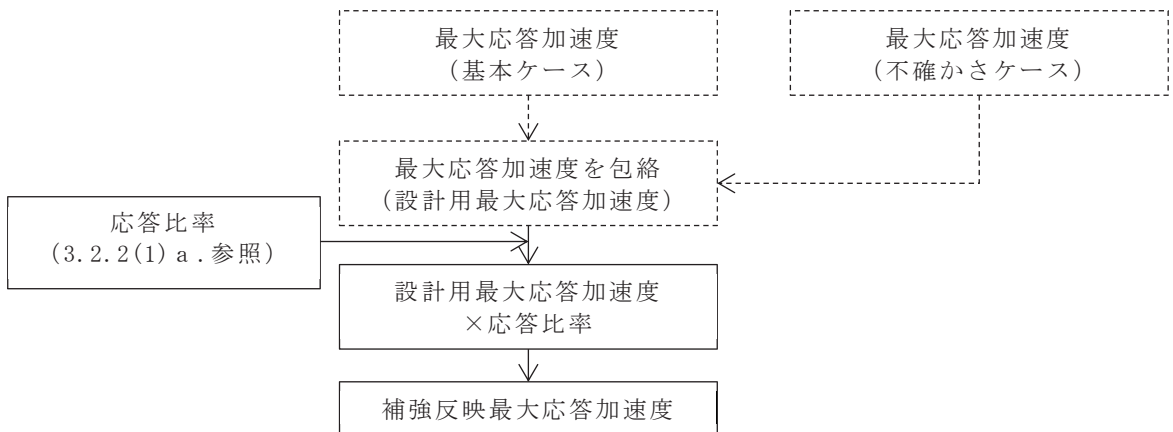 最大応答加速度
(基本ケース)
最大応答加速度
(不確かさケース)
最大応答加速度を包絡
(設計用最大応答加速度)
応答比率
(3.2.2(1)a.参照)
設計用最大応答加速度
×応答比率
補強反映最大応答加速度